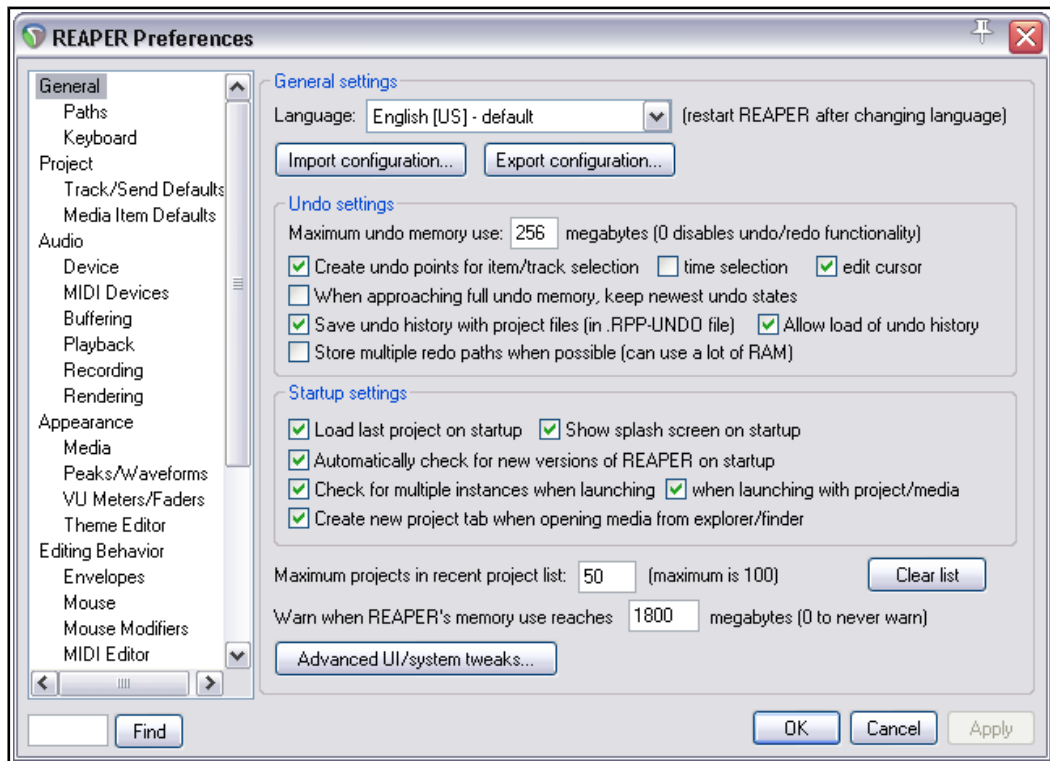 REAPER Preferences
General
Paths
Keyboard
Project
Track/Send Defaults
Media Item Defaults
Audio
Device
MIDI Devices
Buffering
Playback
Recording
Rendering
Appearance
Media
Peaks/Waveforms
VU Meters/Faders
Theme Editor
Editing Behavior
Envelopes
Mouse
Mouse Modifiers
MIDI Editor
Find
General settings
Language: English [US] - default (restart REAPER after changing language)
Import configuration... Export configuration...
Undo settings
Maximum undo memory use: 256 megabytes (0 disables undo/redo functionality)
Create undo points for item/track selection time selection edit cursor
When approaching full undo memory, keep newest undo states
Save undo history with project files (in .RPP-UNDO file) Allow load of undo history
Store multiple redo paths when possible (can use a lot of RAM)
Startup settings
Load last project on startup Show splash screen on startup
Automatically check for new versions of REAPER on startup
Check for multiple instances when launching when launching with project/media
Create new project tab when opening media from explorer/finder
Maximum projects in recent project list: 50 (maximum is 100) Clear list
Warn when REAPER's memory use reaches 1800 megabytes (0 to never warn)
Advanced UI/system tweaks...
OK Cancel Apply